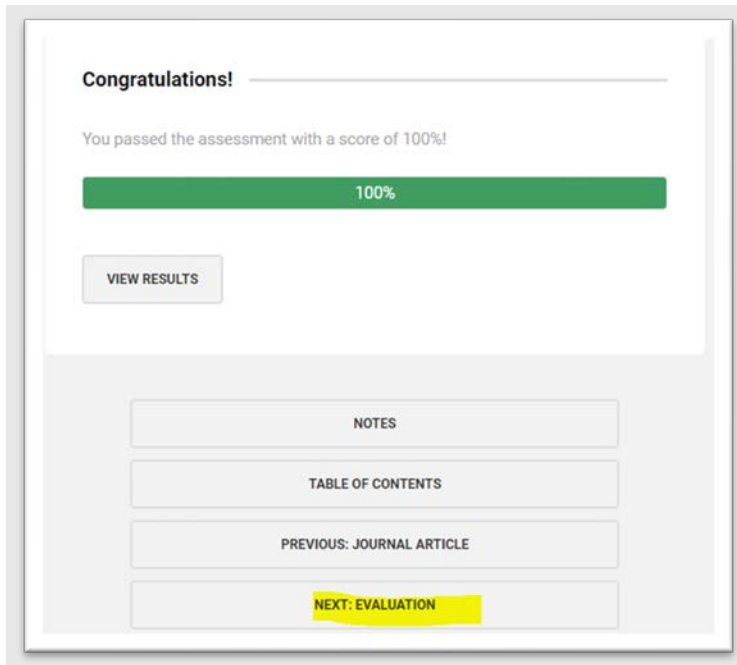 Congratulations!
You passed the assessment with a score of 100%!
100%
VIEW RESULTS
NOTES
TABLE OF CONTENTS
PREVIOUS: JOURNAL ARTICLE
NEXT: EVALUATION